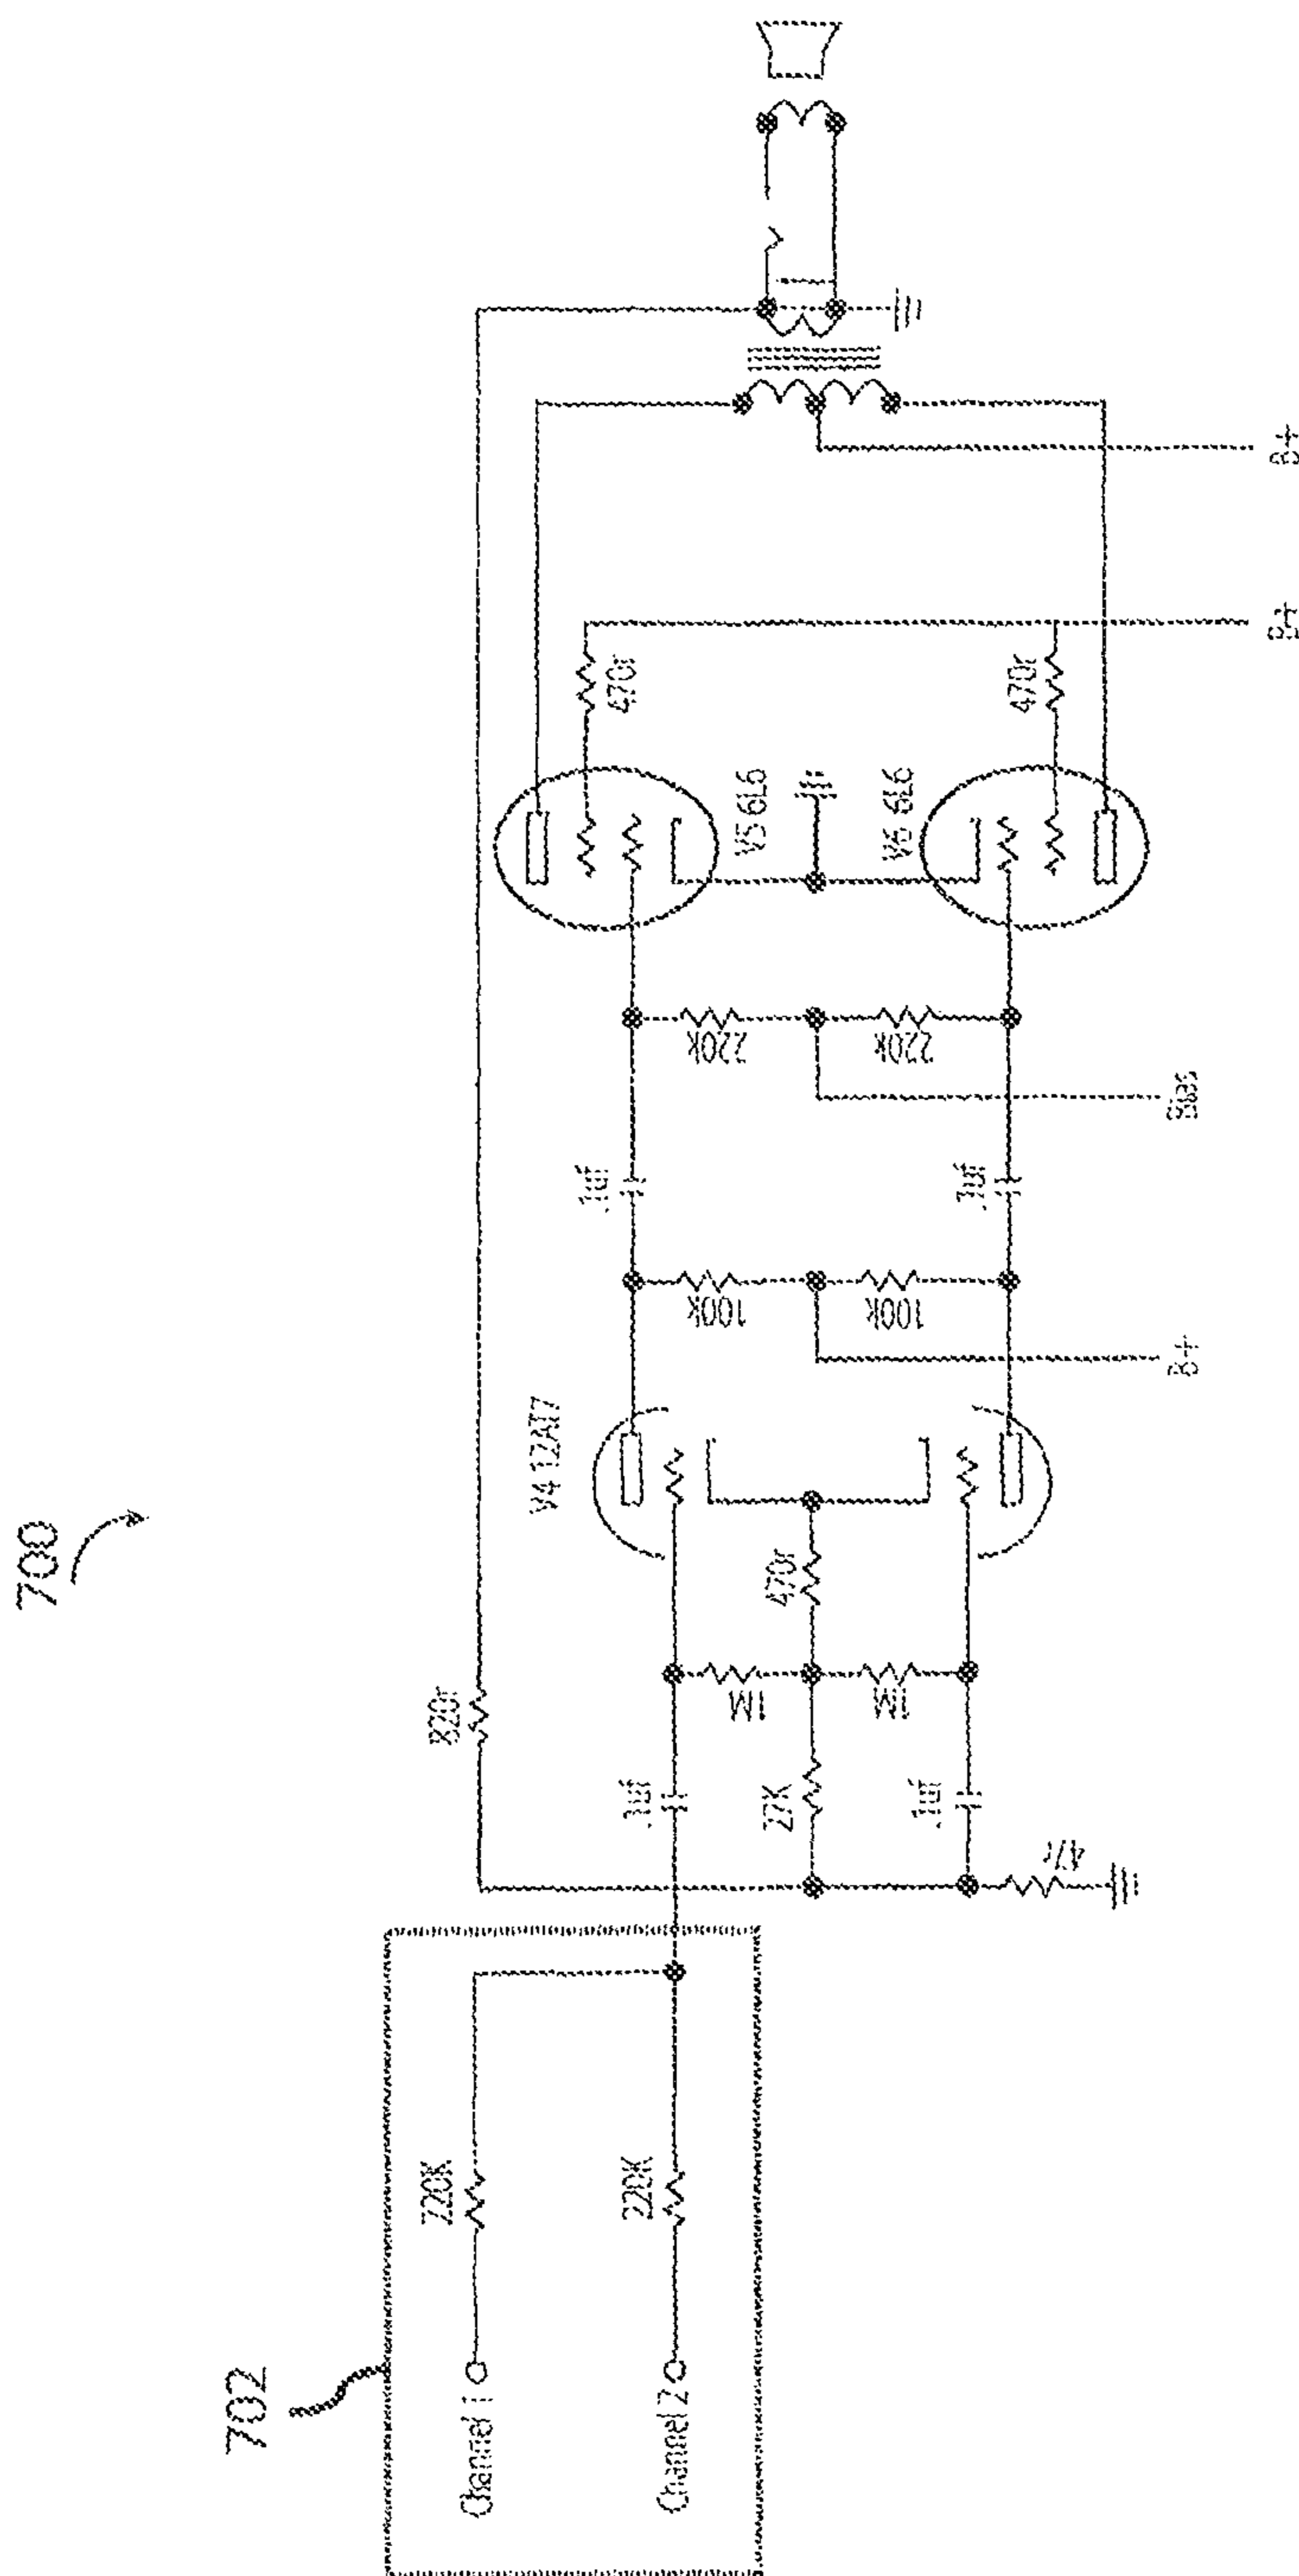 700
702
Channel 1
Channel 2
220K
220K
820r
.1uf
27K
.1uf
47r
1M
1M
470r
V4 12AT7
100k
100k
B+
.1uf
.1uf
220k
220k
Bias
V5 6L6
V6 6L6
470r
470r
B+
B+